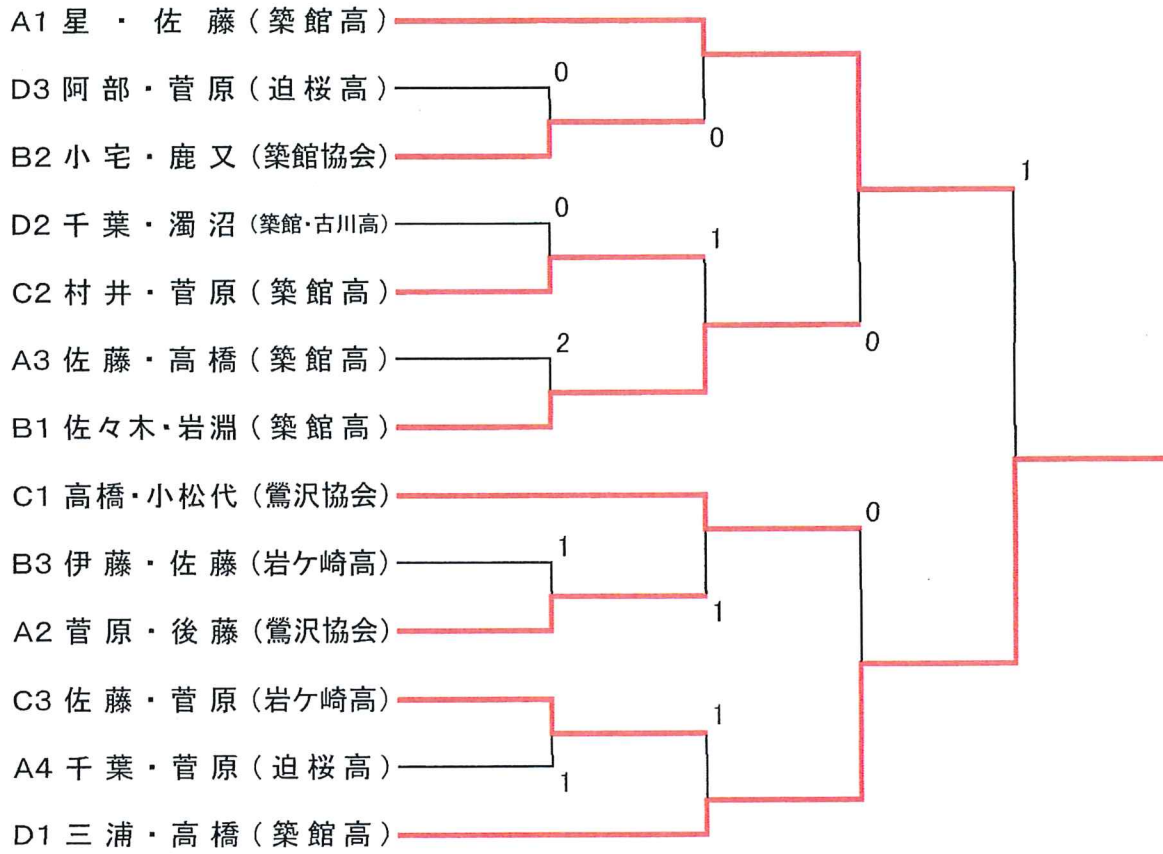 A1 星・佐藤(築館高)
0
D3 阿部・菅原(迫桜高)
0
B2 小宅・鹿又(築館協会)
1
0
D2 千葉・濁沼(築館・古川高)
1
C2 村井・菅原(築館高)
2
0
A3 佐藤・高橋(築館高)
B1 佐々木・岩淵(築館高)
C1 高橋・小松代(鶯沢協会)
0
1
B3 伊藤・佐藤(岩ケ崎高)
1
A2 菅原・後藤(鶯沢協会)
C3 佐藤・菅原(岩ケ崎高)
1
A4 千葉・菅原(迫桜高)
1
D1 三浦・高橋(築館高)